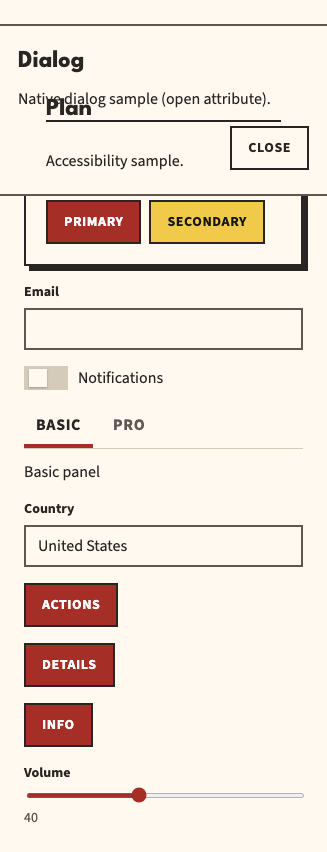 Dialog
Native dialog sample (open attribute).
Plan
CLOSE
Accessibility sample.
PRIMARY SECONDARY
Email
Notifications
BASIC PRO
Basic panel
Country
United States
ACTIONS
DETAILS
INFO
Volume
40